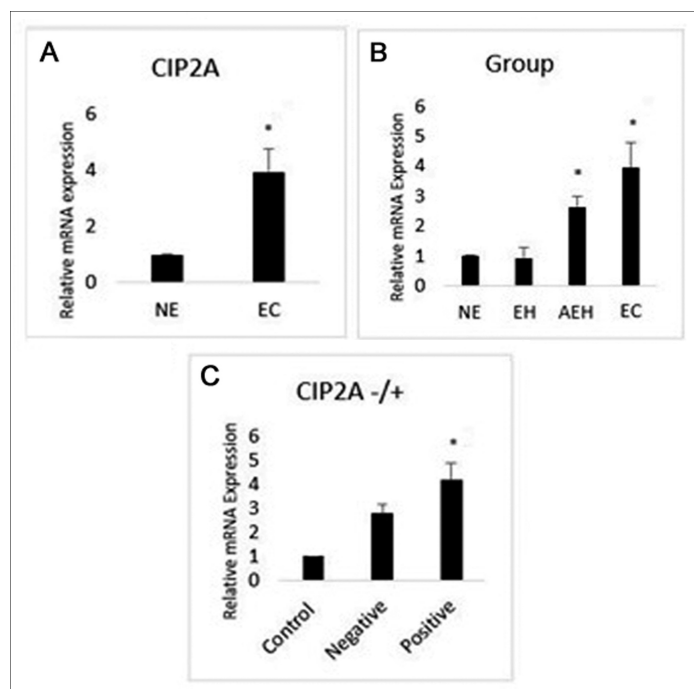 A
CIP2A
Relative mRNA expression
6
4
2
0
*
NE EC
B
Group
Relative mRNA Expression
6
5
4
3
2
1
0
*
*
NE EH AEH EC
C
CIP2A -/+
Relative mRNA Expression
6
5
4
3
2
1
0
*
Control Negative Positive